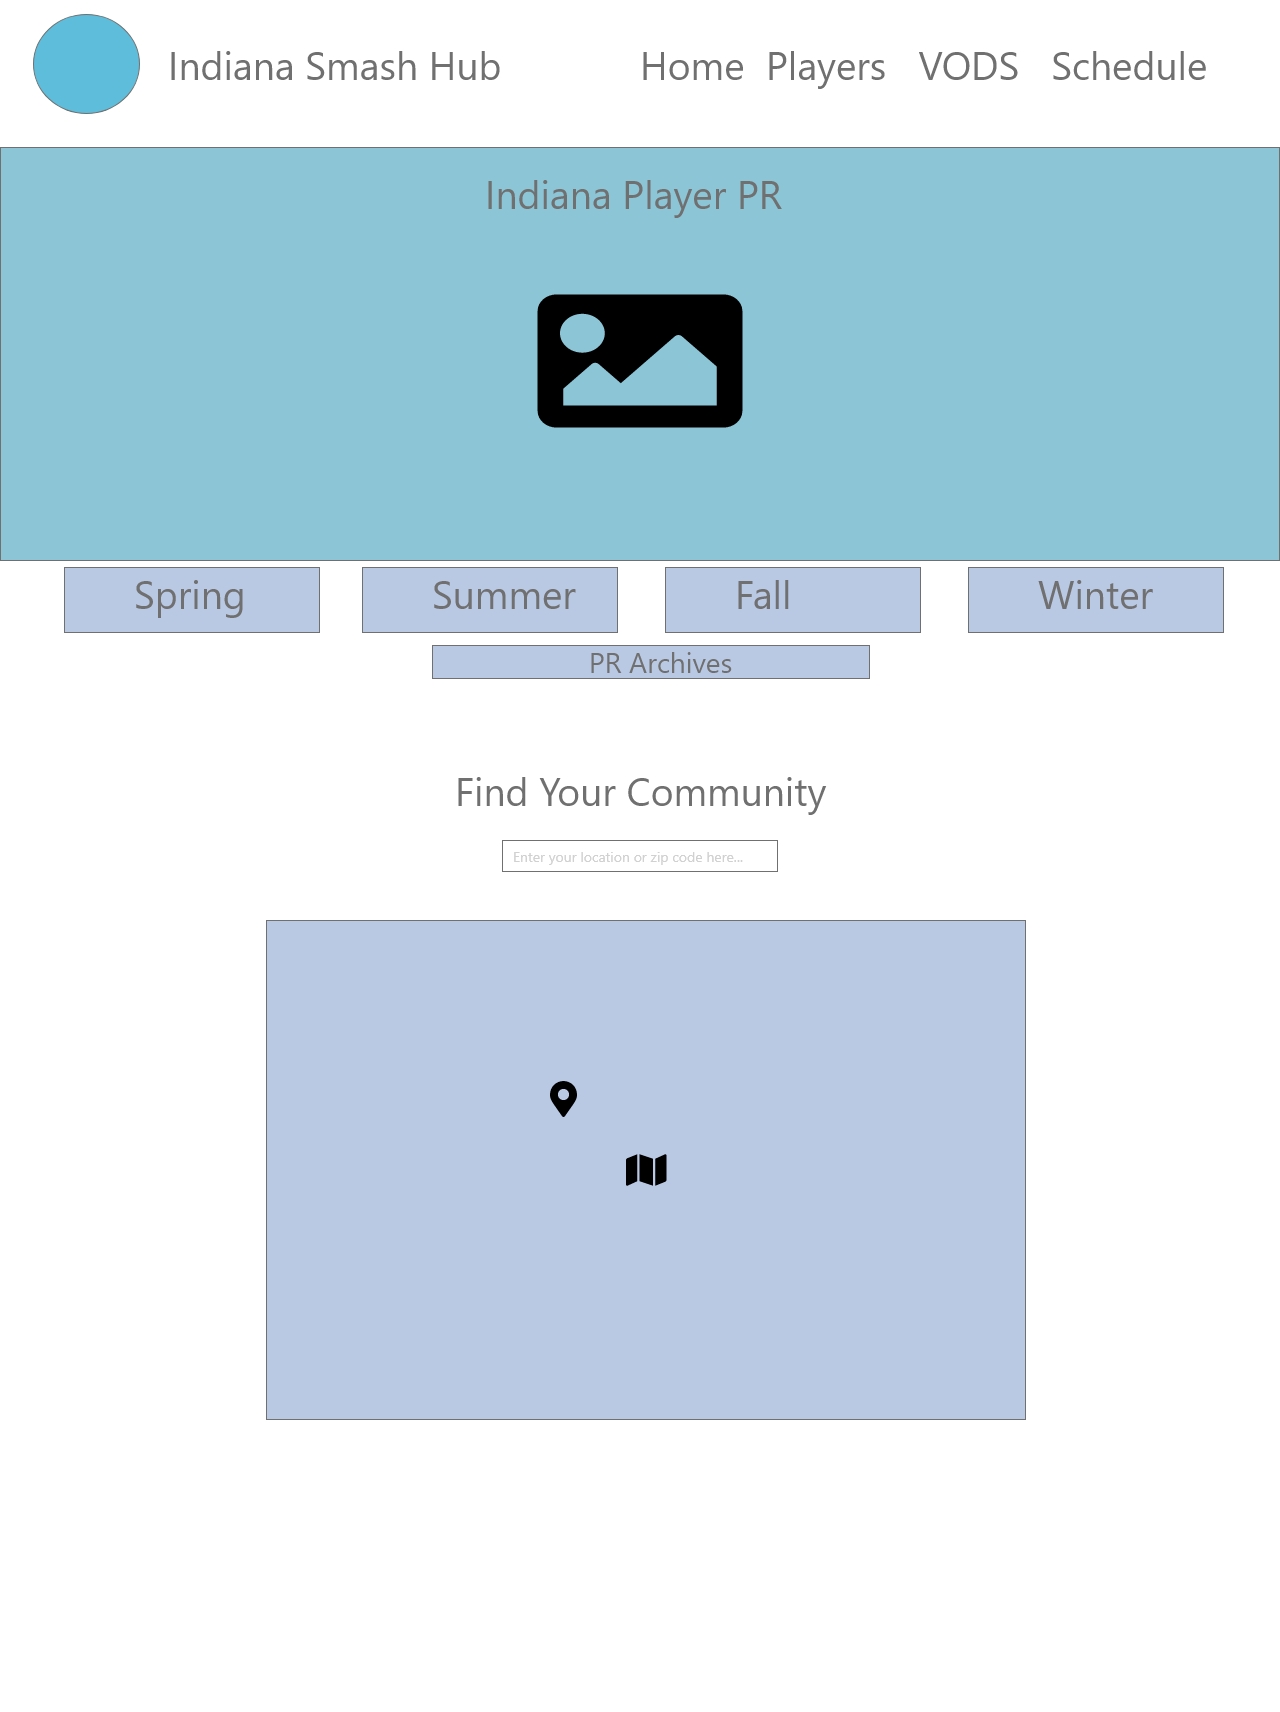 Indiana Smash Hub
Home Players VODS Schedule
Indiana Player PR
Spring
Summer
Fall
Winter
PR Archives
Find Your Community
Enter your location or zip code here...